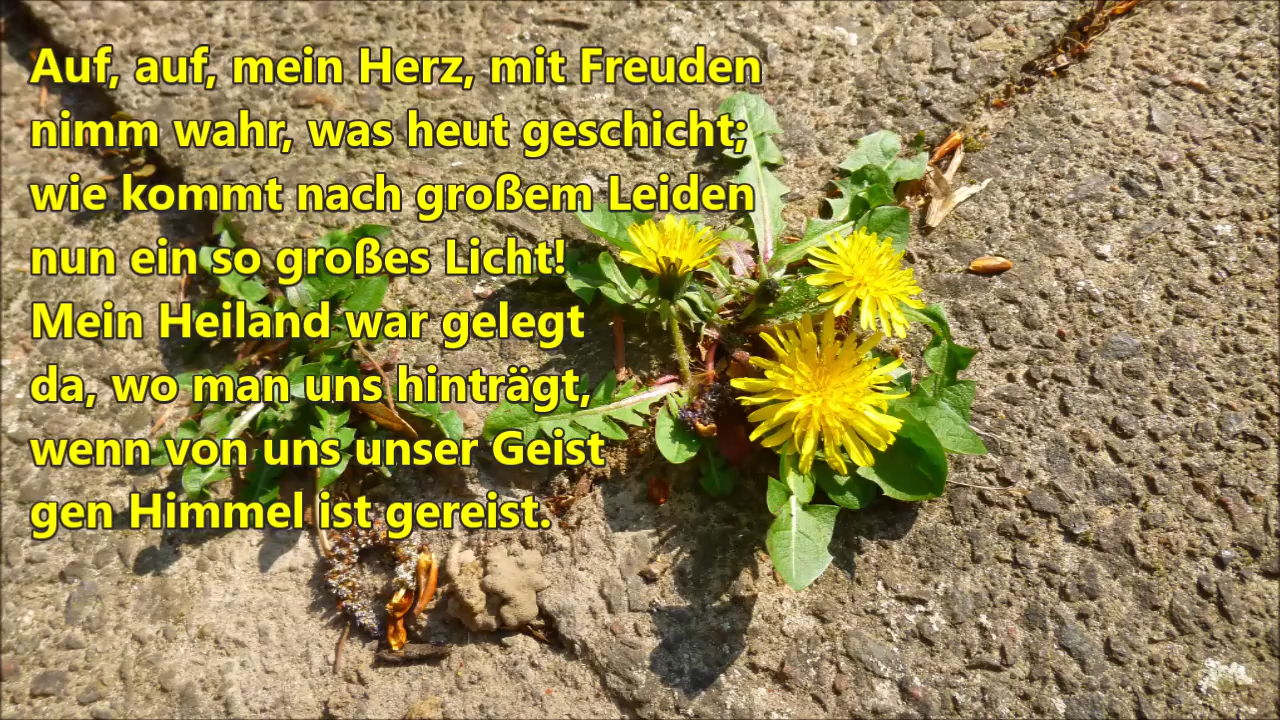 Auf, auf, mein Herz, mit Freuden
nimm wahr, was heut geschicht;
wie kommt nach großem Leiden
nun ein so großes Licht!
Mein Heiland war gelegt
da, wo man uns hinträgt,
wenn von uns unser Geist
gen Himmel ist gereist.